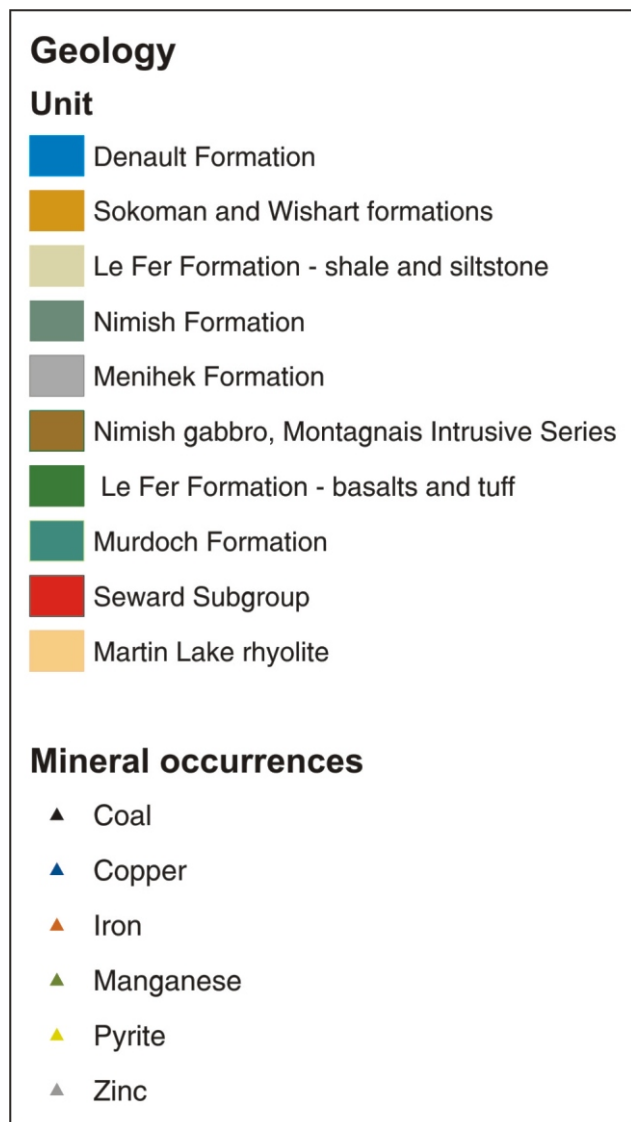 Geology
Unit
Denault Formation
Sokoman and Wishart formations
Le Fer Formation - shale and siltstone
Nimish Formation
Menihek Formation
Nimish gabbro, Montagnais Intrusive Series
Le Fer Formation - basalts and tuff
Murdoch Formation
Seward Subgroup
Martin Lake rhyolite
Mineral occurrences
Coal
Copper
Iron
Manganese
Pyrite
Zinc